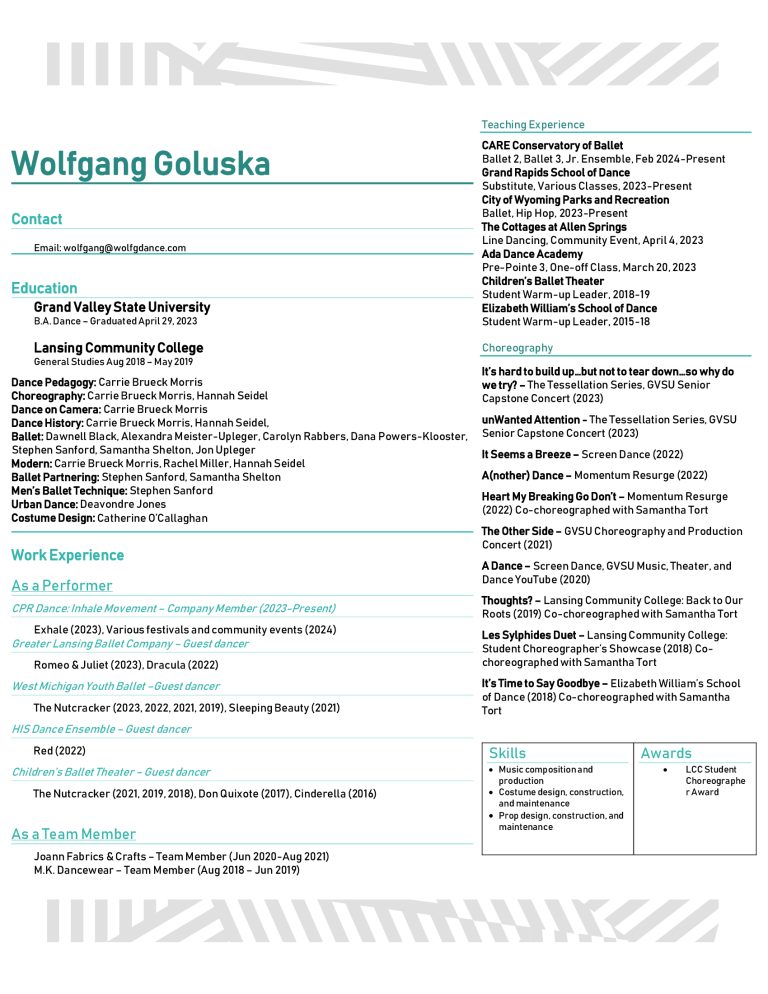 Wolfgang Goluska
Contact
Email: wolfgang@wolfgdance.com
Education
Grand Valley State University
B.A. Dance – Graduated April 29, 2023
Lansing Community College
General Studies Aug 2018 – May 2019
Dance Pedagogy: Carrie Brueck Morris
Choreography: Carrie Brueck Morris, Hannah Seidel
Dance on Camera: Carrie Brueck Morris
Dance History: Carrie Brueck Morris, Hannah Seidel,
Ballet: Dawnell Black, Alexandra Meister-Upleger, Carolyn Rabbers, Dana Powers-Klooster,
Stephen Sanford, Samantha Shelton, Jon Upleger
Modern: Carrie Brueck Morris, Rachel Miller, Hannah Seidel
Ballet Partnering: Stephen Sanford, Samantha Shelton
Men's Ballet Technique: Stephen Sanford
Urban Dance: Deavondre Jones
Costume Design: Catherine O'Callaghan
Work Experience
As a Performer
CPR Dance: Inhale Movement – Company Member (2023-Present)
Exhale (2023), Various festivals and community events (2024)
Greater Lansing Ballet Company – Guest dancer
Romeo & Juliet (2023), Dracula (2022)
West Michigan Youth Ballet –Guest dancer
The Nutcracker (2023, 2022, 2021, 2019), Sleeping Beauty (2021)
HIS Dance Ensemble – Guest dancer
Red (2022)
Children's Ballet Theater – Guest dancer
The Nutcracker (2021, 2019, 2018), Don Quixote (2017), Cinderella (2016)
As a Team Member
Joann Fabrics & Crafts – Team Member (Jun 2020-Aug 2021)
M.K. Dancewear – Team Member (Aug 2018 – Jun 2019)
Teaching Experience
CARE Conservatory of Ballet
Ballet 2, Ballet 3, Jr. Ensemble, Feb 2024-Present
Grand Rapids School of Dance
Substitute, Various Classes, 2023-Present
City of Wyoming Parks and Recreation
Ballet, Hip Hop, 2023-Present
The Cottages at Allen Springs
Line Dancing, Community Event, April 4, 2023
Ada Dance Academy
Pre-Pointe 3, One-off Class, March 20, 2023
Children's Ballet Theater
Student Warm-up Leader, 2018-19
Elizabeth William's School of Dance
Student Warm-up Leader, 2015-18
Choreography
It's hard to build up...but not to tear down...so why do
we try? – The Tessellation Series, GVSU Senior
Capstone Concert (2023)
unWanted Attention - The Tessellation Series, GVSU
Senior Capstone Concert (2023)
It Seems a Breeze – Screen Dance (2022)
A(nother) Dance – Momentum Resurge (2022)
Heart My Breaking Go Don't – Momentum Resurge
(2022) Co-choreographed with Samantha Tort
The Other Side – GVSU Choreography and Production
Concert (2021)
A Dance – Screen Dance, GVSU Music, Theater, and
Dance YouTube (2020)
Thoughts? – Lansing Community College: Back to Our
Roots (2019) Co-choreographed with Samantha Tort
Les Sylphides Duet – Lansing Community College:
Student Choreographer's Showcase (2018) Co-
choreographed with Samantha Tort
It's Time to Say Goodbye – Elizabeth William's School
of Dance (2018) Co-choreographed with Samantha
Tort
Skills
• Music composition and
production
• Costume design, construction,
and maintenance
• Prop design, construction, and
maintenance
Awards
• LCC Student
Choreographe
r Award